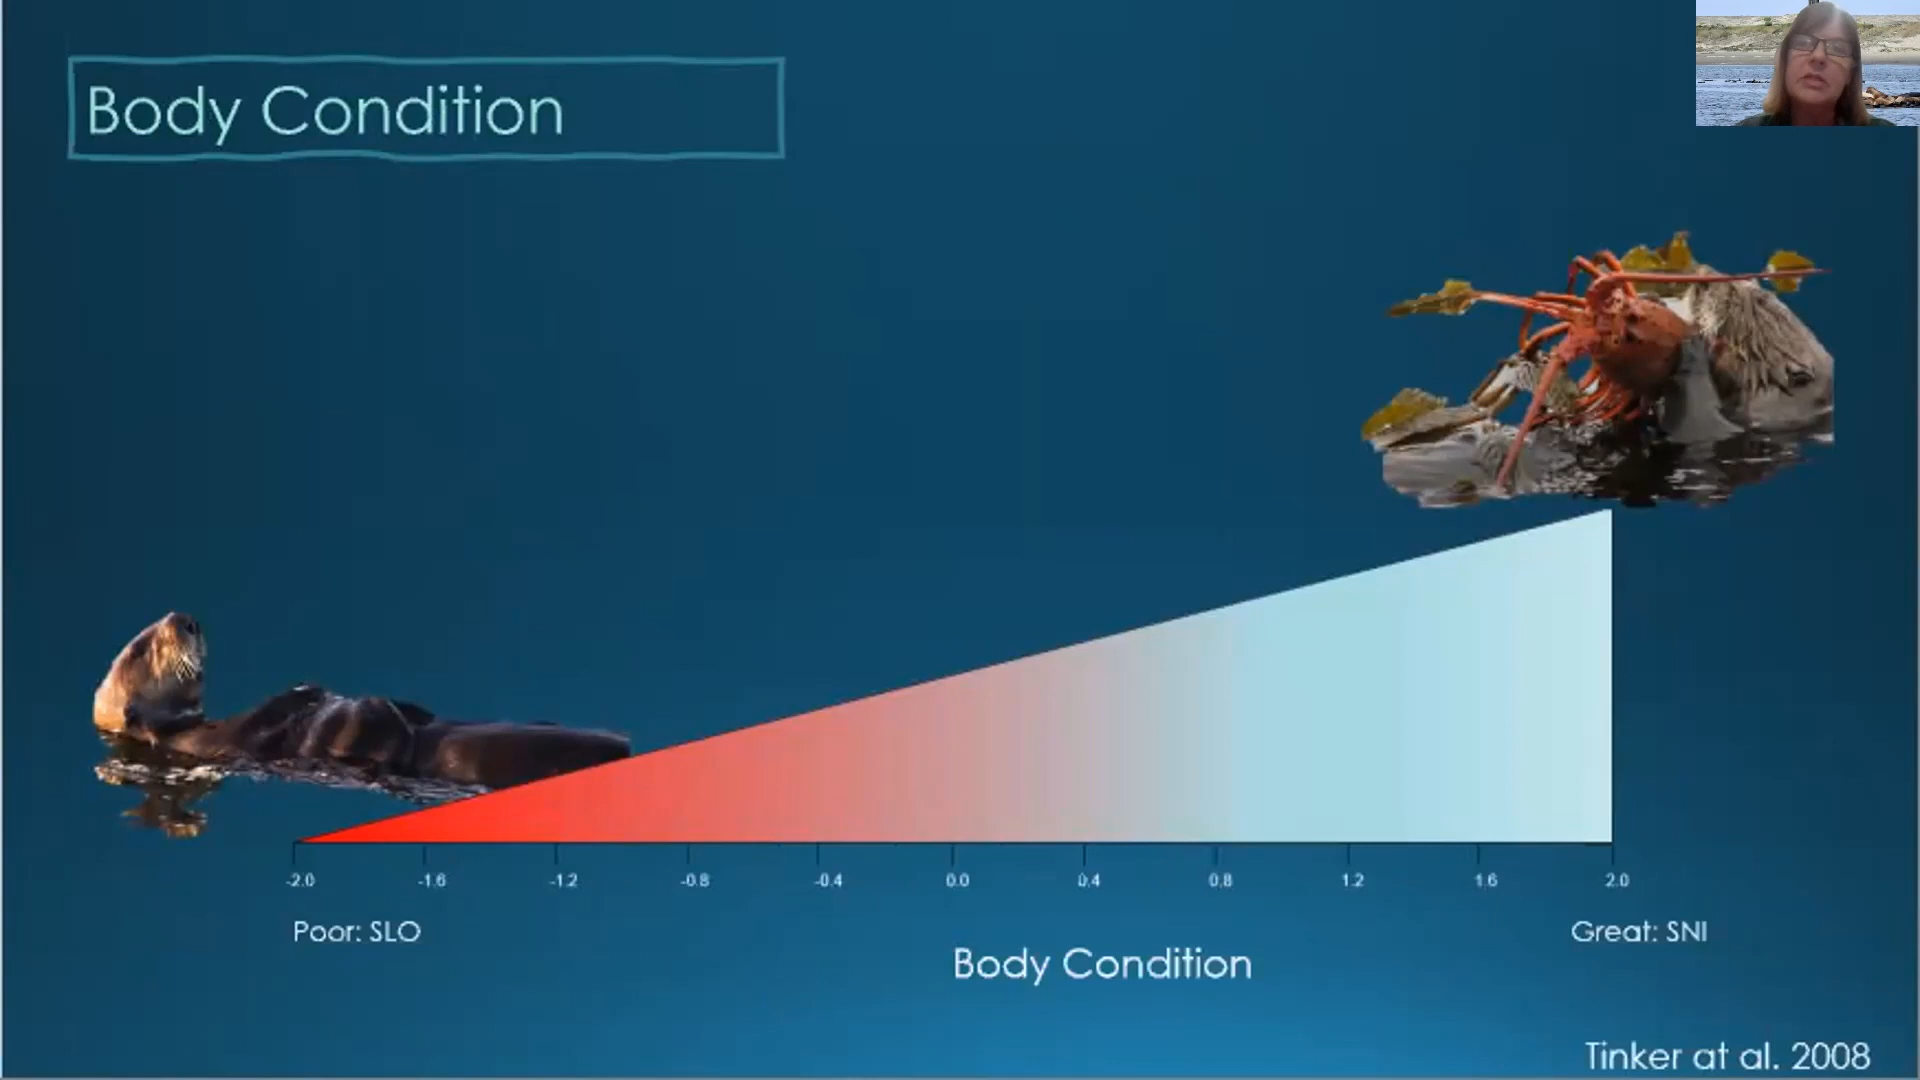 Body Condition
-2.0 -1.6 -1.2 -0.8 -0.4 0.0 0.4 0.8 1.2 1.6 2.0
Poor: SLO
Great: SNI
Body Condition
Tinker at al. 2008